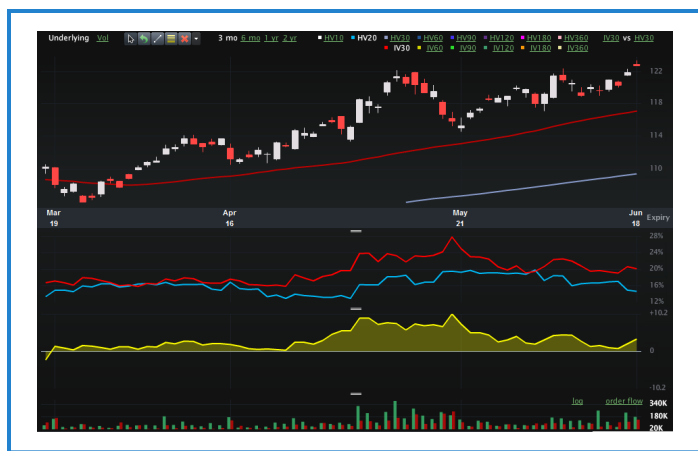 Underlying Vol 3 mo 6 mo 1 yr 2 yr HV10 HV20 HV30 HV60 HV90 HV120 HV180 HV360 IV30 vs HV30
IV30 IV60 IV90 IV120 IV180 IV360
122
118
114
110
Mar Apr May Jun Expiry
19 16 21 18
28%
24%
20%
16%
12%
+10.2
0
-10.2
log order flow
340K
180K
20K